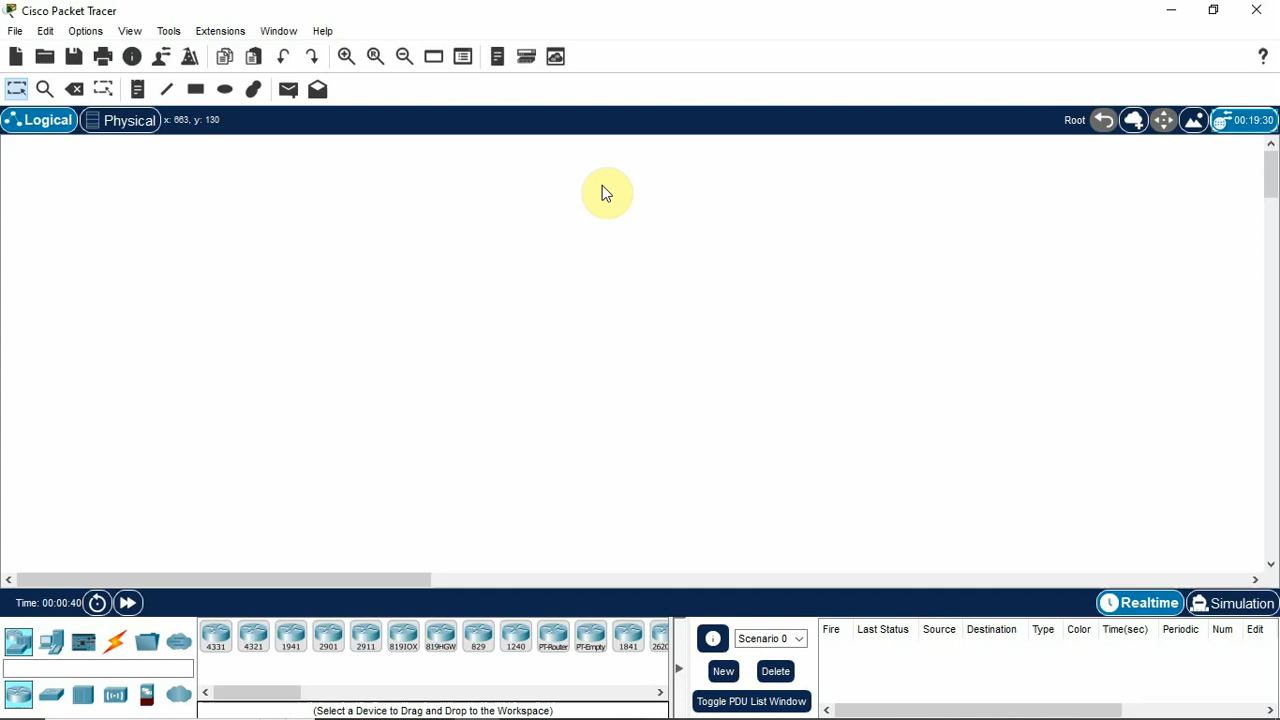 Cisco Packet Tracer
File Edit Options View Tools Extensions Window Help
?
Logical Physical x: 663, y: 130 Root 00:19:30
Time: 00:00:40 Realtime Simulation
4331 4321 1941 2901 2911 819IOX 819HGW 829 1240 PT-Router PT-Empty 1841
(Select a Device to Drag and Drop to the Workspace)
Scenario 0
New Delete
Toggle PDU List Window
Fire Last Status Source Destination Type Color Time(sec) Periodic Num Edit